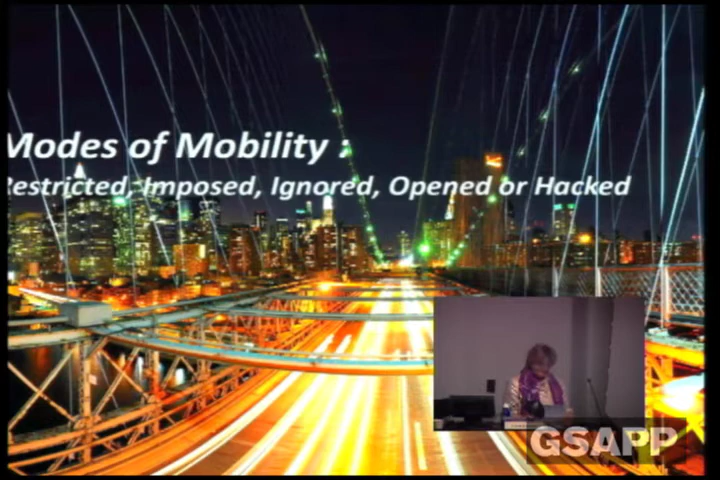 Modes of Mobility :
Restricted, Imposed, Ignored, Opened or Hacked
GSAPP